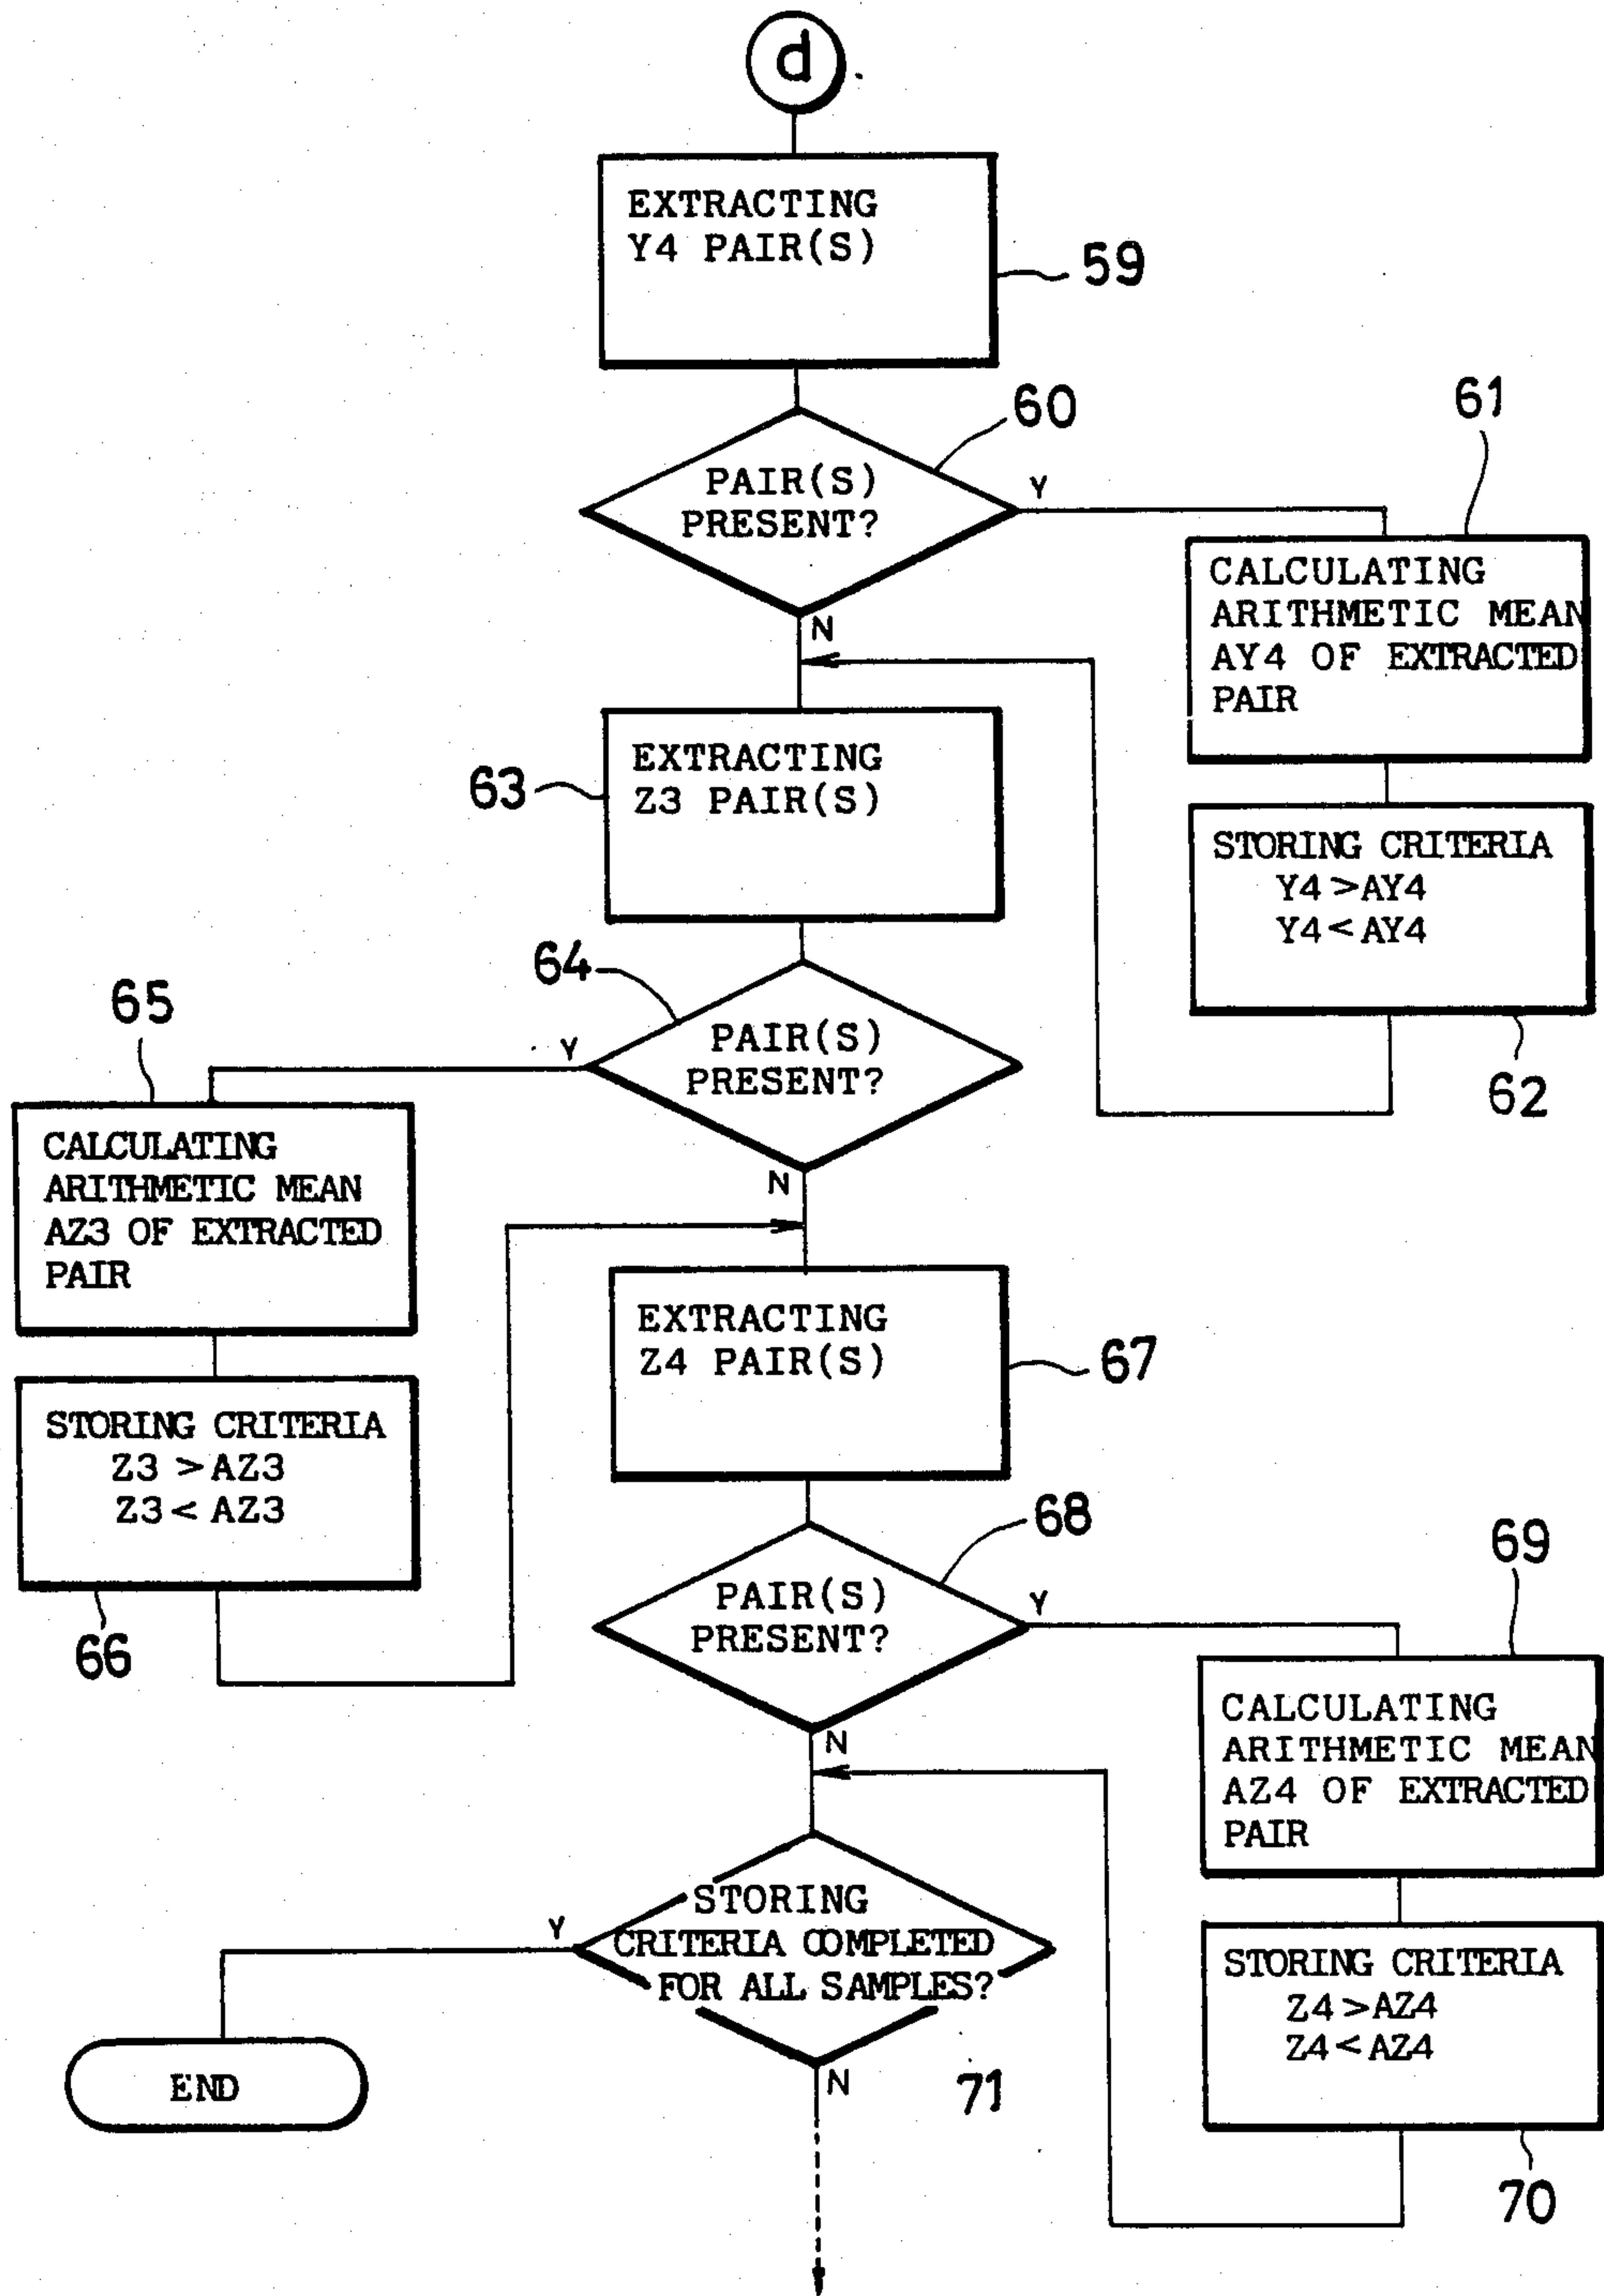 d
EXTRACTING
Y4 PAIR(S)
59
60
PAIR(S)
PRESENT?
Y
N
61
CALCULATING
ARITHMETIC MEAN
AY4 OF EXTRACTED
PAIR
STORING CRITERIA
Y4 > AY4
Y4 < AY4
62
63
EXTRACTING
Z3 PAIR(S)
64
PAIR(S)
PRESENT?
Y
N
65
CALCULATING
ARITHMETIC MEAN
AZ3 OF EXTRACTED
PAIR
STORING CRITERIA
Z3 > AZ3
Z3 < AZ3
66
EXTRACTING
Z4 PAIR(S)
67
68
PAIR(S)
PRESENT?
Y
N
69
CALCULATING
ARITHMETIC MEAN
AZ4 OF EXTRACTED
PAIR
STORING CRITERIA
Z4 > AZ4
Z4 < AZ4
70
STORING
CRITERIA COMPLETED
FOR ALL SAMPLES?
Y
N
71
END